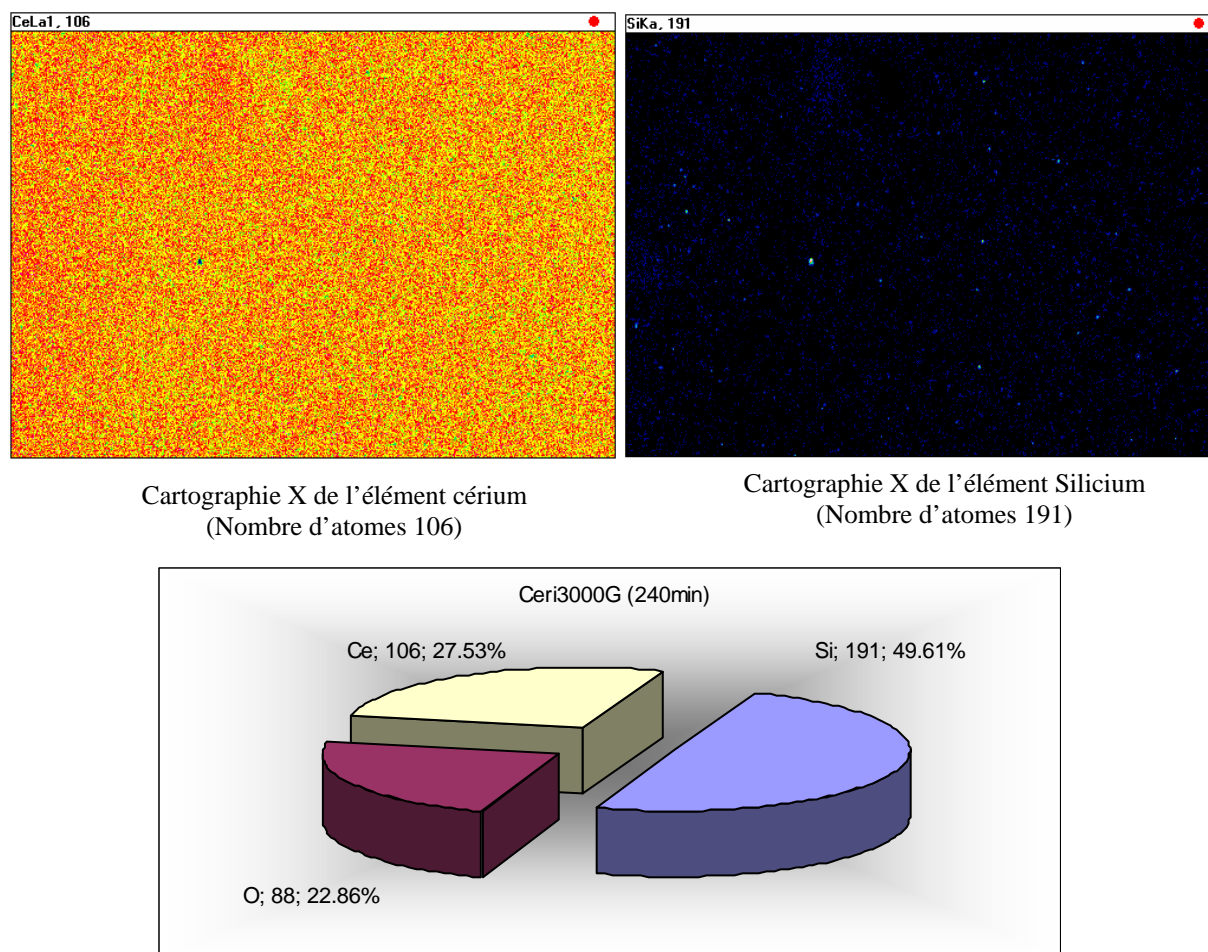 CeLa1, 106
SiKa, 191
Cartographie X de l’élément cérium
(Nombre d’atomes 106)
Cartographie X de l’élément Silicium
(Nombre d’atomes 191)
Ceri3000G (240min)
Ce; 106; 27.53%
Si; 191; 49.61%
O; 88; 22.86%